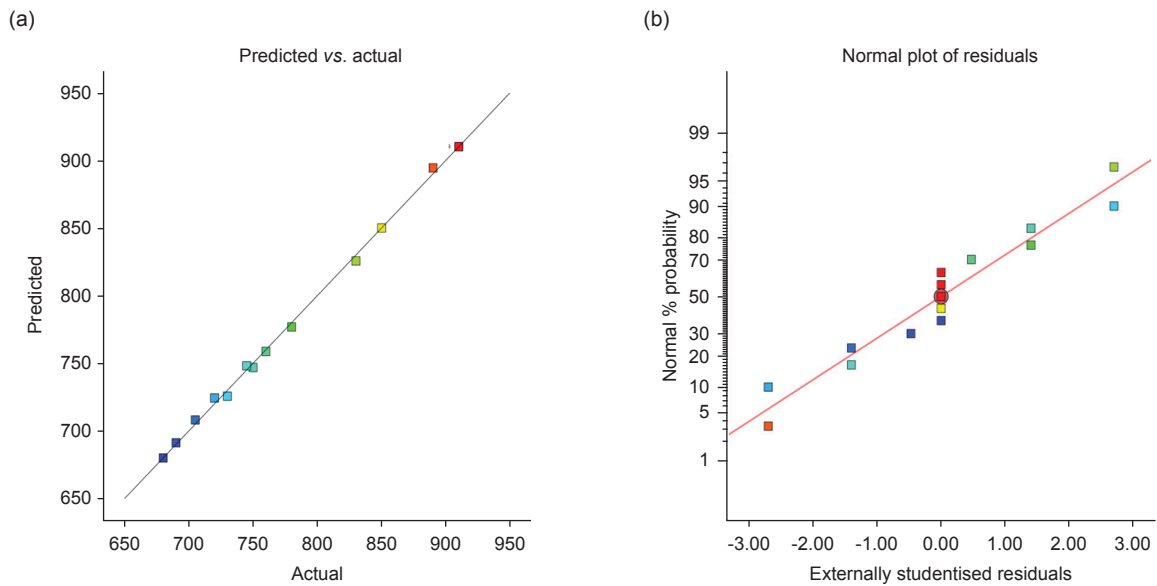 (a)
Predicted vs. actual
950
900
850
800
750
700
650
Predicted
650 700 750 800 850 900 950
Actual
(b)
Normal plot of residuals
99
95
90
80
70
50
30
20
10
5
1
Normal % probability
-3.00 -2.00 -1.00 0.00 1.00 2.00 3.00
Externally studentised residuals